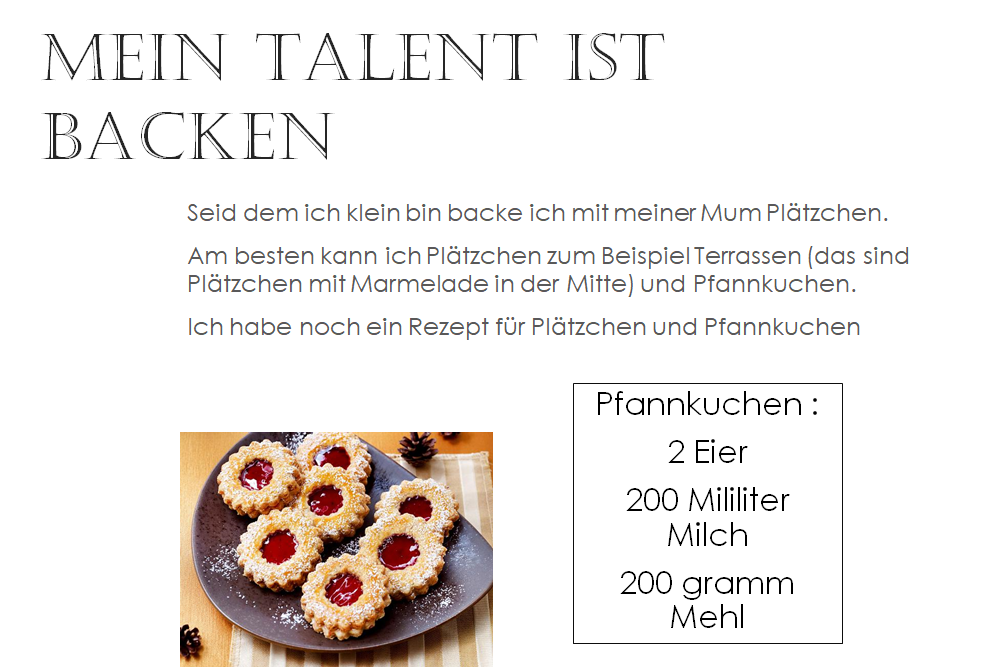 MEIN TALENT IST
BACKEN
Seid dem ich klein bin backe ich mit meiner Mum Plätzchen.
Am besten kann ich Plätzchen zum Beispiel Terrassen (das sind
Plätzchen mit Marmelade in der Mitte) und Pfannkuchen.
Ich habe noch ein Rezept für Plätzchen und Pfannkuchen
Pfannkuchen :
2 Eier
200 Mililiter
Milch
200 gramm
Mehl